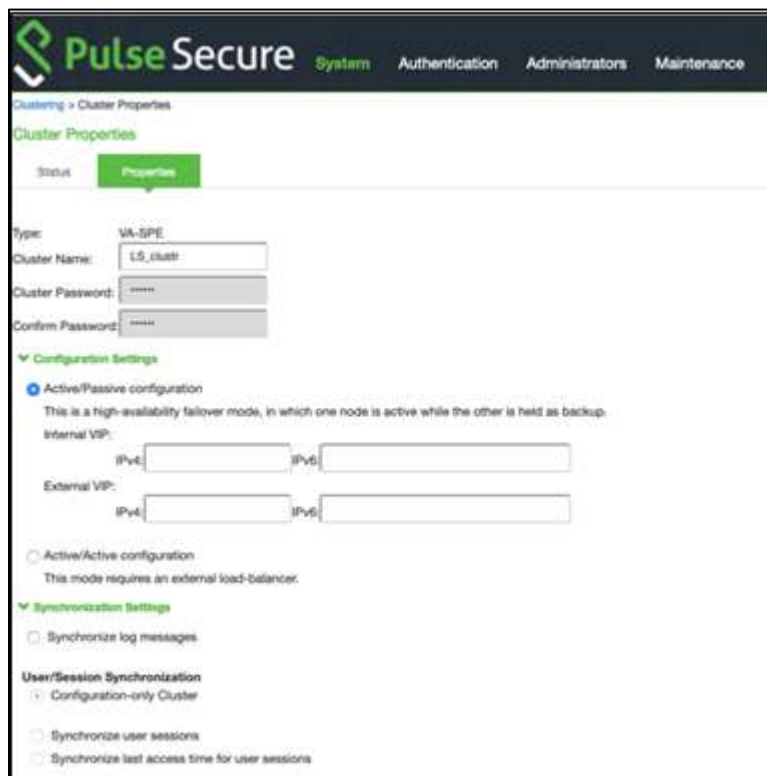 Pulse Secure System Authentication Administrators Maintenance
Clustering > Cluster Properties
Cluster Properties
Status Properties
Type: VA-SPE
Cluster Name: LS_clustr
Cluster Password: ••••••
Confirm Password: ••••••
Configuration Settings
Active/Passive configuration
This is a high-availability failover mode, in which one node is active while the other is held as backup.
Internal VIP:
IPv4: IPv6:
External VIP:
IPv4: IPv6:
Active/Active configuration
This mode requires an external load-balancer.
Synchronization Settings
Synchronize log messages
User/Session Synchronization
Configuration-only Cluster
Synchronize user sessions
Synchronize last access time for user sessions